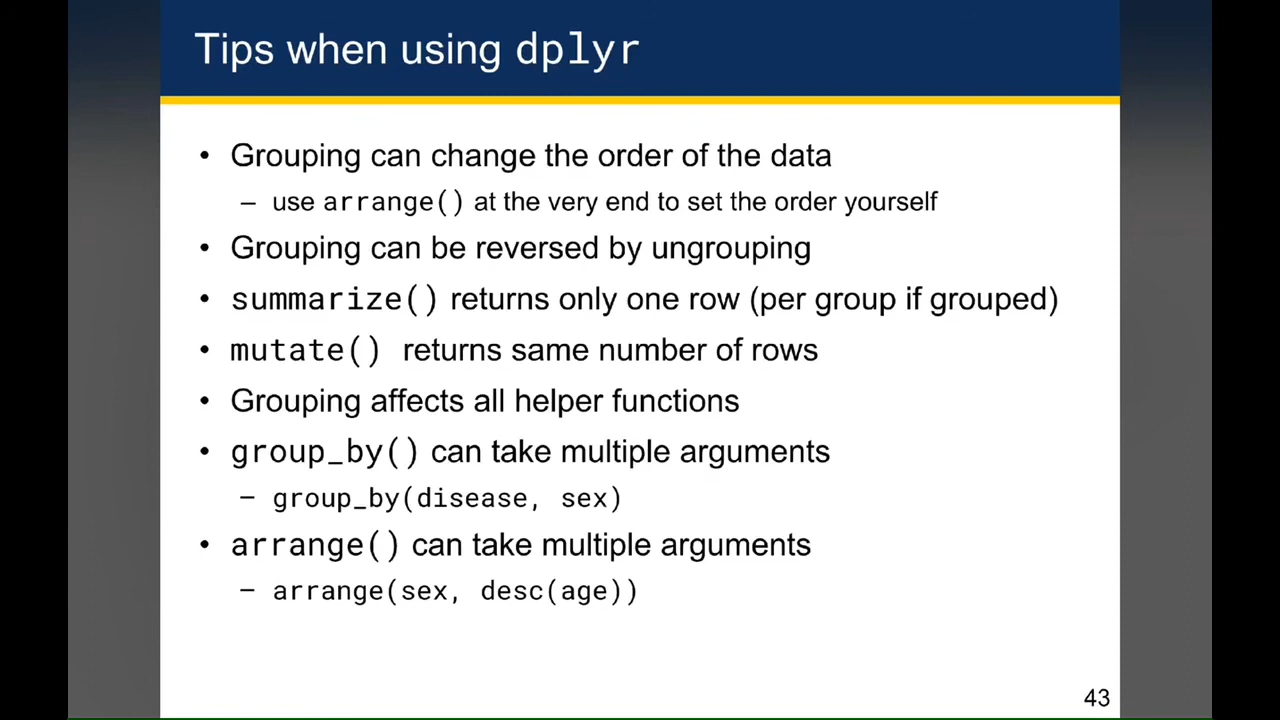 Tips when using dplyr
• Grouping can change the order of the data
– use arrange() at the very end to set the order yourself
• Grouping can be reversed by ungrouping
• summarize() returns only one row (per group if grouped)
• mutate() returns same number of rows
• Grouping affects all helper functions
• group_by() can take multiple arguments
– group_by(disease, sex)
• arrange() can take multiple arguments
– arrange(sex, desc(age))
43